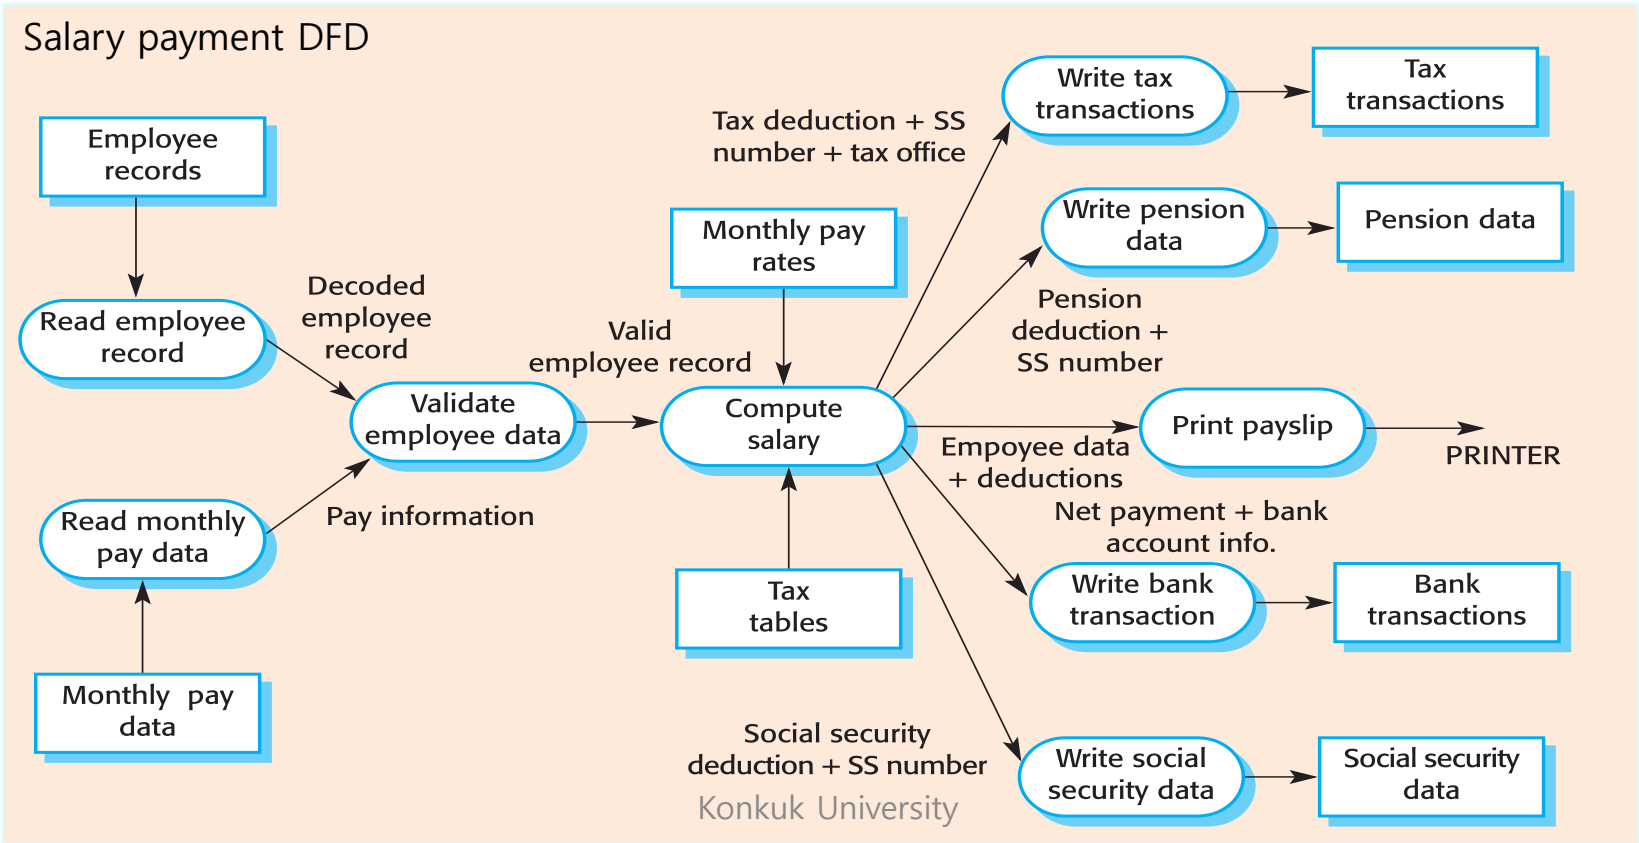 Salary payment DFD
Employee
records
Read employee
record
Decoded
employee
record
Validate
employee data
Read monthly
pay data
Pay information
Monthly pay
data
Valid
employee record
Monthly pay
rates
Compute
salary
Tax
tables
Tax deduction + SS
number + tax office
Write tax
transactions
Tax
transactions
Write pension
data
Pension data
Pension
deduction +
SS number
Print payslip
PRINTER
Empoyee data
+ deductions
Net payment + bank
account info.
Write bank
transaction
Bank
transactions
Social security
deduction + SS number
Write social
security data
Social security
data
Konkuk University